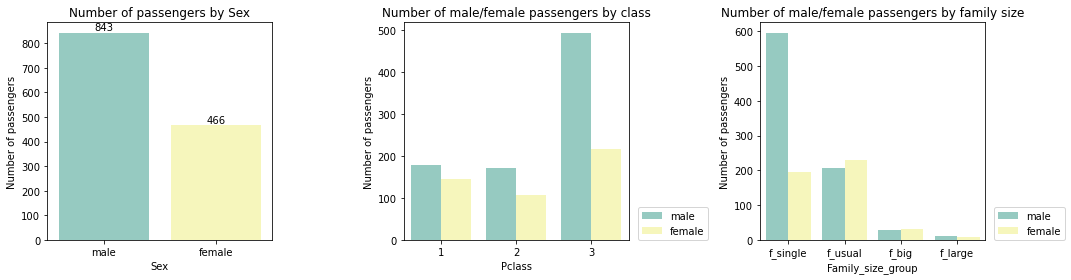 Number of passengers by Sex
Number of passengers
800
700
600
500
400
300
200
100
0
843
466
male
female
Sex
Number of male/female passengers by class
Number of passengers
500
400
300
200
100
0
1
2
3
Pclass
male
female
Number of male/female passengers by family size
Number of passengers
600
500
400
300
200
100
0
f_single
f_usual
f_big
f_large
Family_size_group
male
female